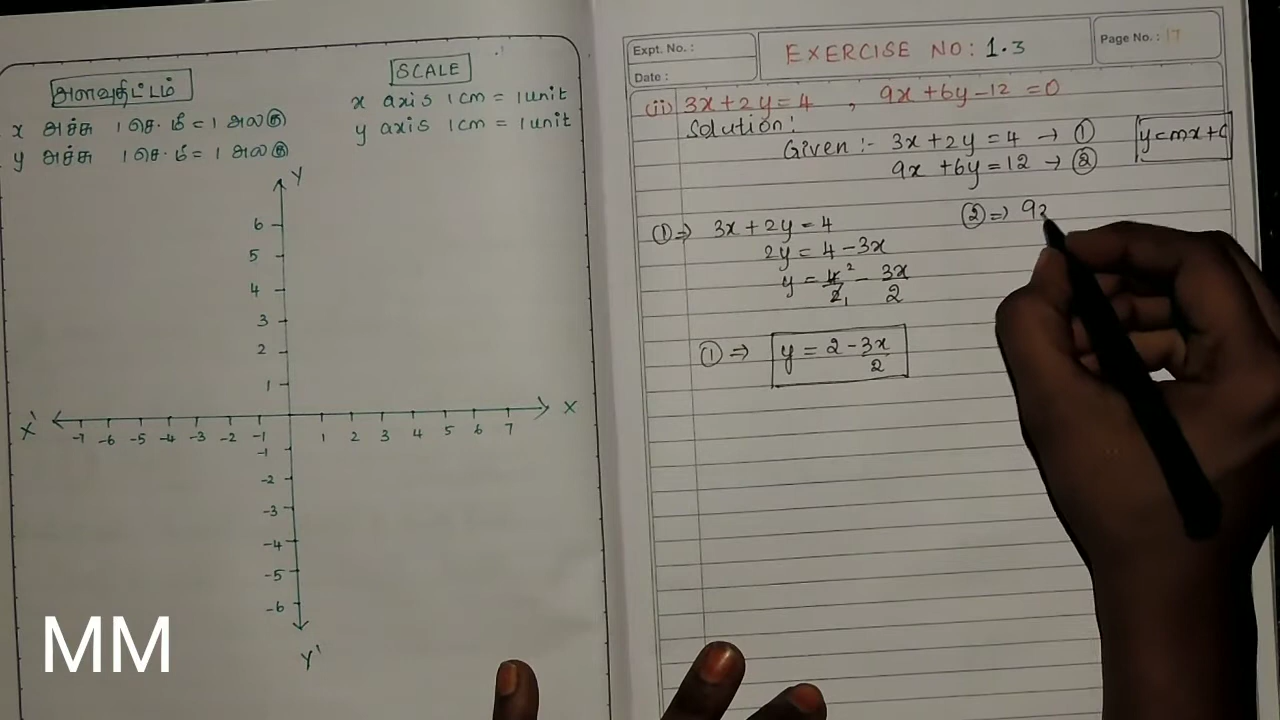 அளவுதிட்டம்
x அச்சு 1 செ.மீ = 1 அலகு
y அச்சு 1 செ.மீ = 1 அலகு
SCALE
x axis 1cm = 1unit
y axis 1cm = 1unit
Y
6
5
4
3
2
1
X' -7 -6 -5 -4 -3 -2 -1 1 2 3 4 5 6 7 X
-1
-2
-3
-4
-5
-6
Y'
MM
Expt. No. :
Date :
EXERCISE NO: 1.3
Page No. : 17
(ii) 3x+2y=4 , 9x+6y-12=0
Solution:
Given :- 3x+2y=4 → ①
9x+6y=12 → ②
y=mx+c
①⇒ 3x+2y=4
2y = 4-3x
y = 4²/2₁ - 3x/2
①⇒ y = 2-3x/2
②⇒ 9x